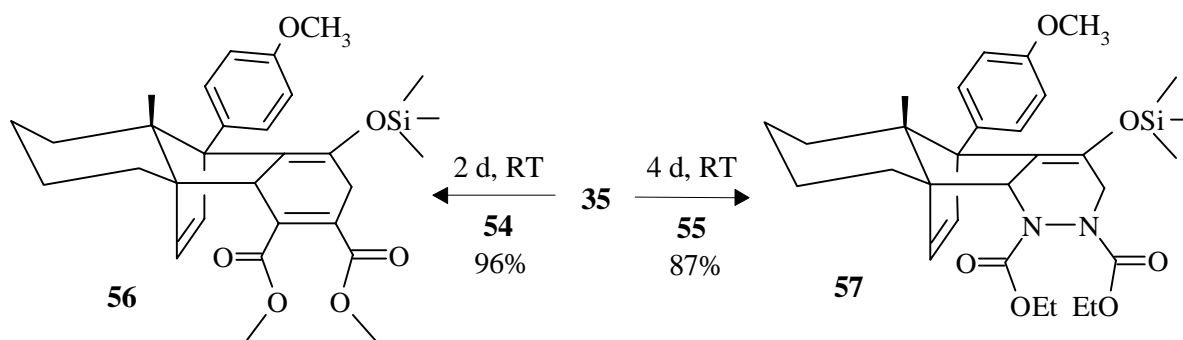 OCH3
OSi
2 d, RT
54
96%
35
4 d, RT
55
87%
O
O
O
O
56
OCH3
OSi
N
N
O
O
OEt
EtO
57